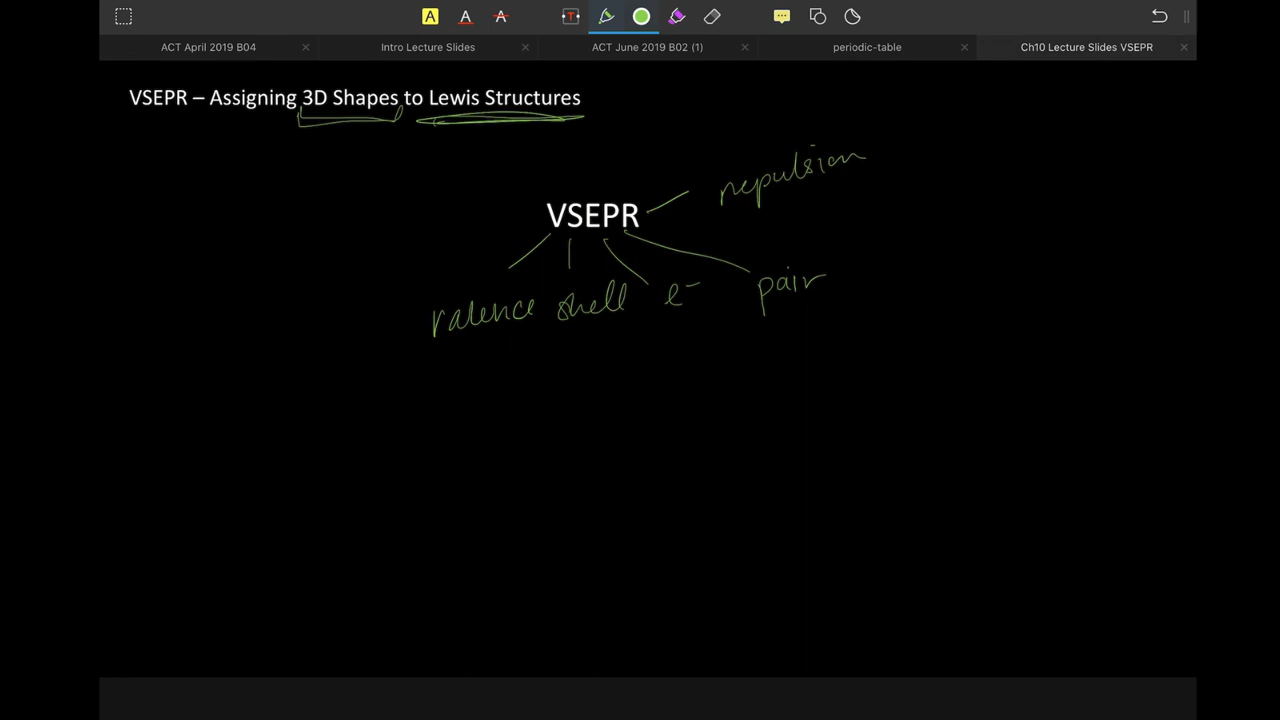 A A A T
ACT April 2019 B04 × Intro Lecture Slides × ACT June 2019 B02 (1) × periodic-table × Ch10 Lecture Slides VSEPR ×
VSEPR – Assigning 3D Shapes to Lewis Structures
repulsion
VSEPR
valence shell e⁻ pair